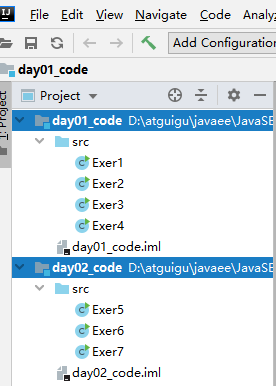 IJ File Edit View Navigate Code Analy
Add Configuration
day01_code
1: Project
Project
day01_code D:\atguigu\javaee\JavaSE
src
Exer1
Exer2
Exer3
Exer4
day01_code.iml
day02_code D:\atguigu\javaee\JavaSE
src
Exer5
Exer6
Exer7
day02_code.iml